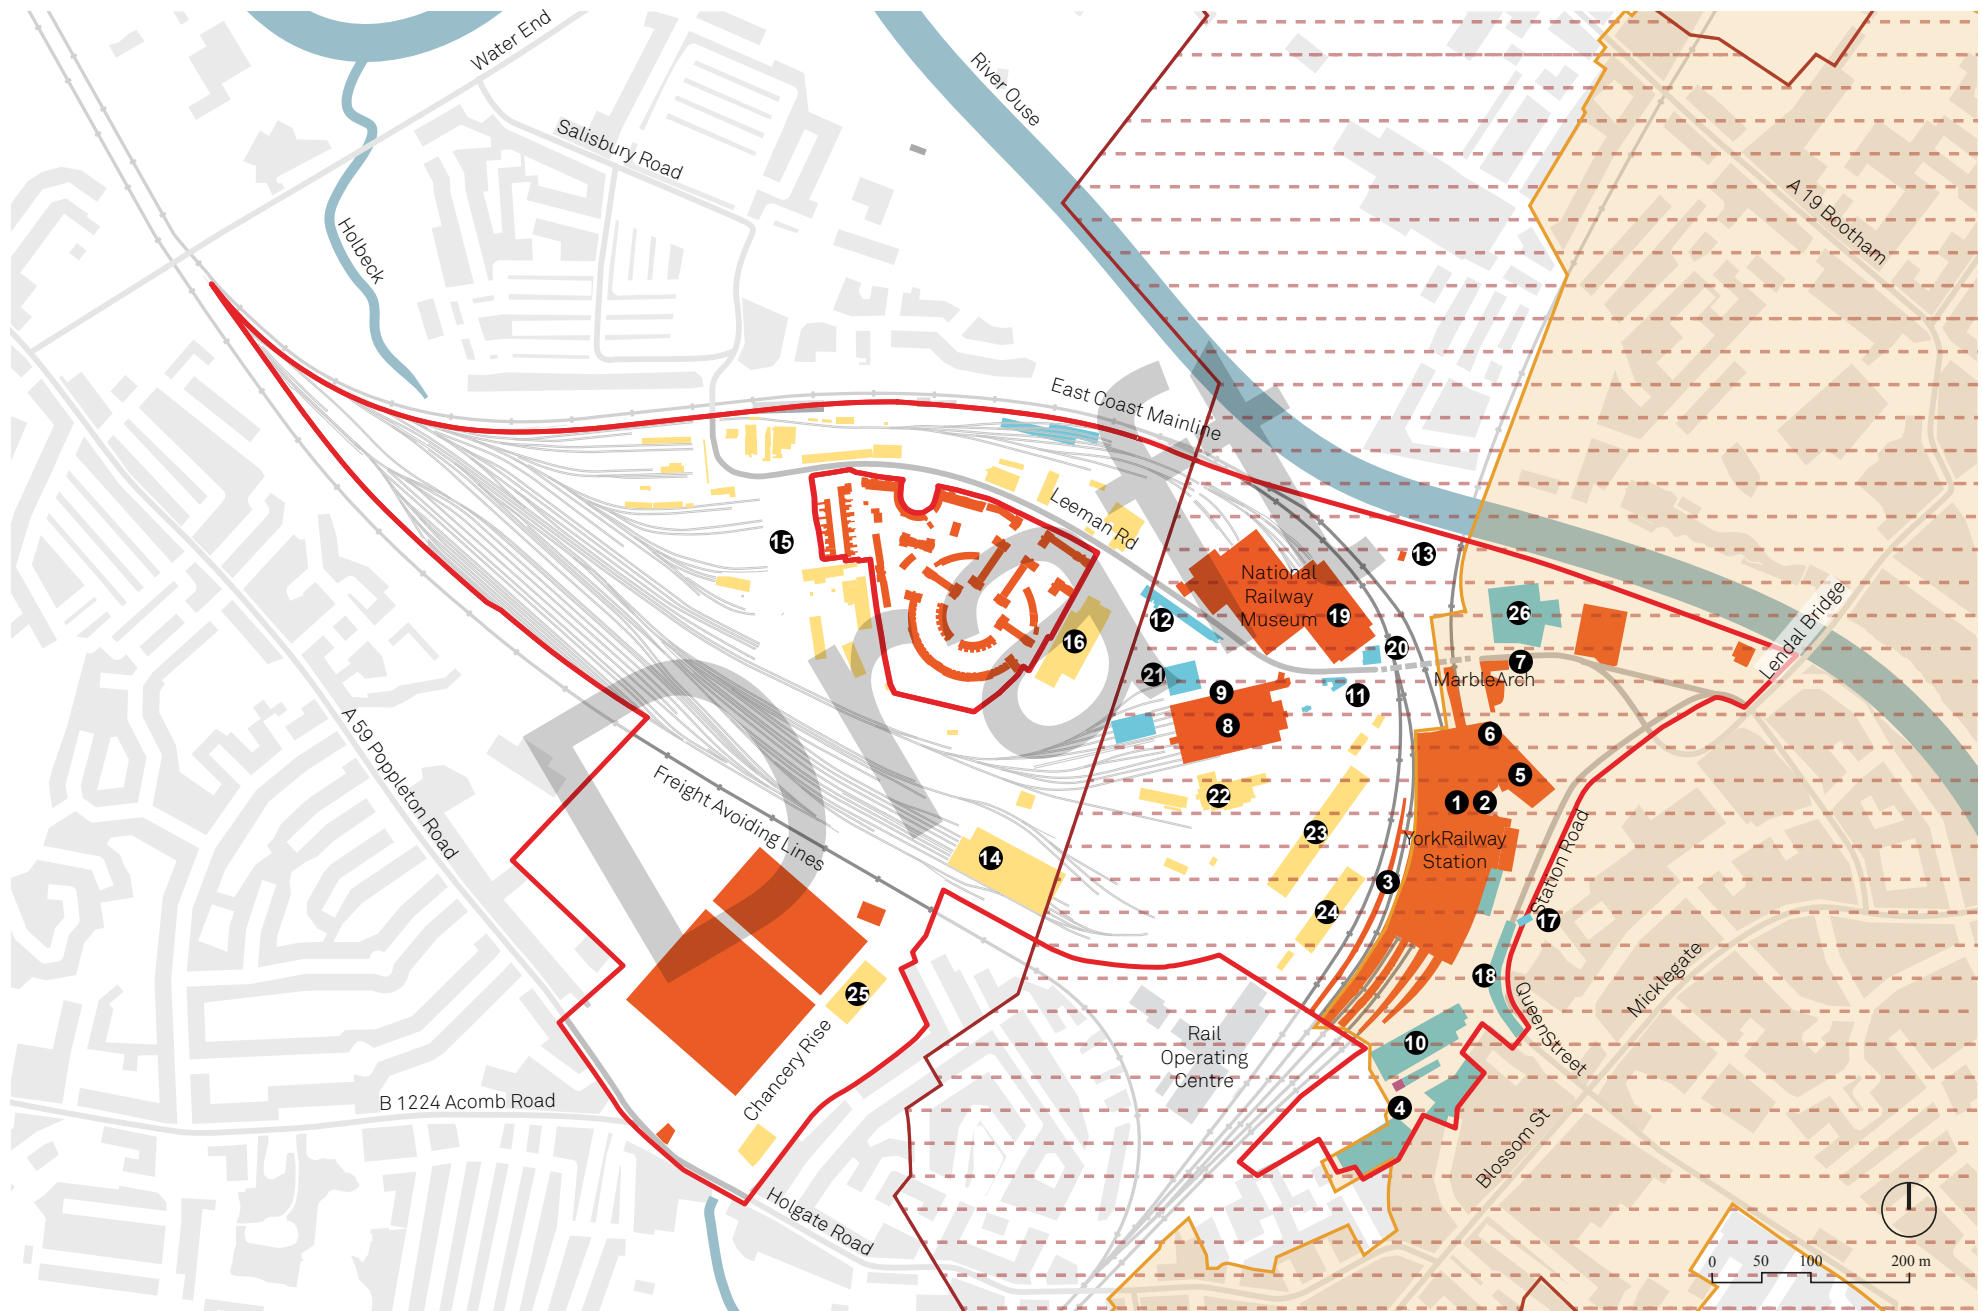 Water End
River Ouse
Salisbury Road
A 19 Bootham
Holbeck
East Coast Mainline
Leeman Rd
15
13
National
Railway
Museum
19
26
12
16
20
7
MarbleArch
Lendal Bridge
21
9
11
8
6
5
1
2
22
23
YorkRailway
Station
A 59 Poppleton Road
Freight Avoiding Lines
14
3
Station Road
24
17
18
Micklegate
25
Queen Street
Chancery Rise
Rail
Operating
Centre
10
4
B 1224 Acomb Road
Blossom St
Holgate Road
0 50 100 200 m
Draft